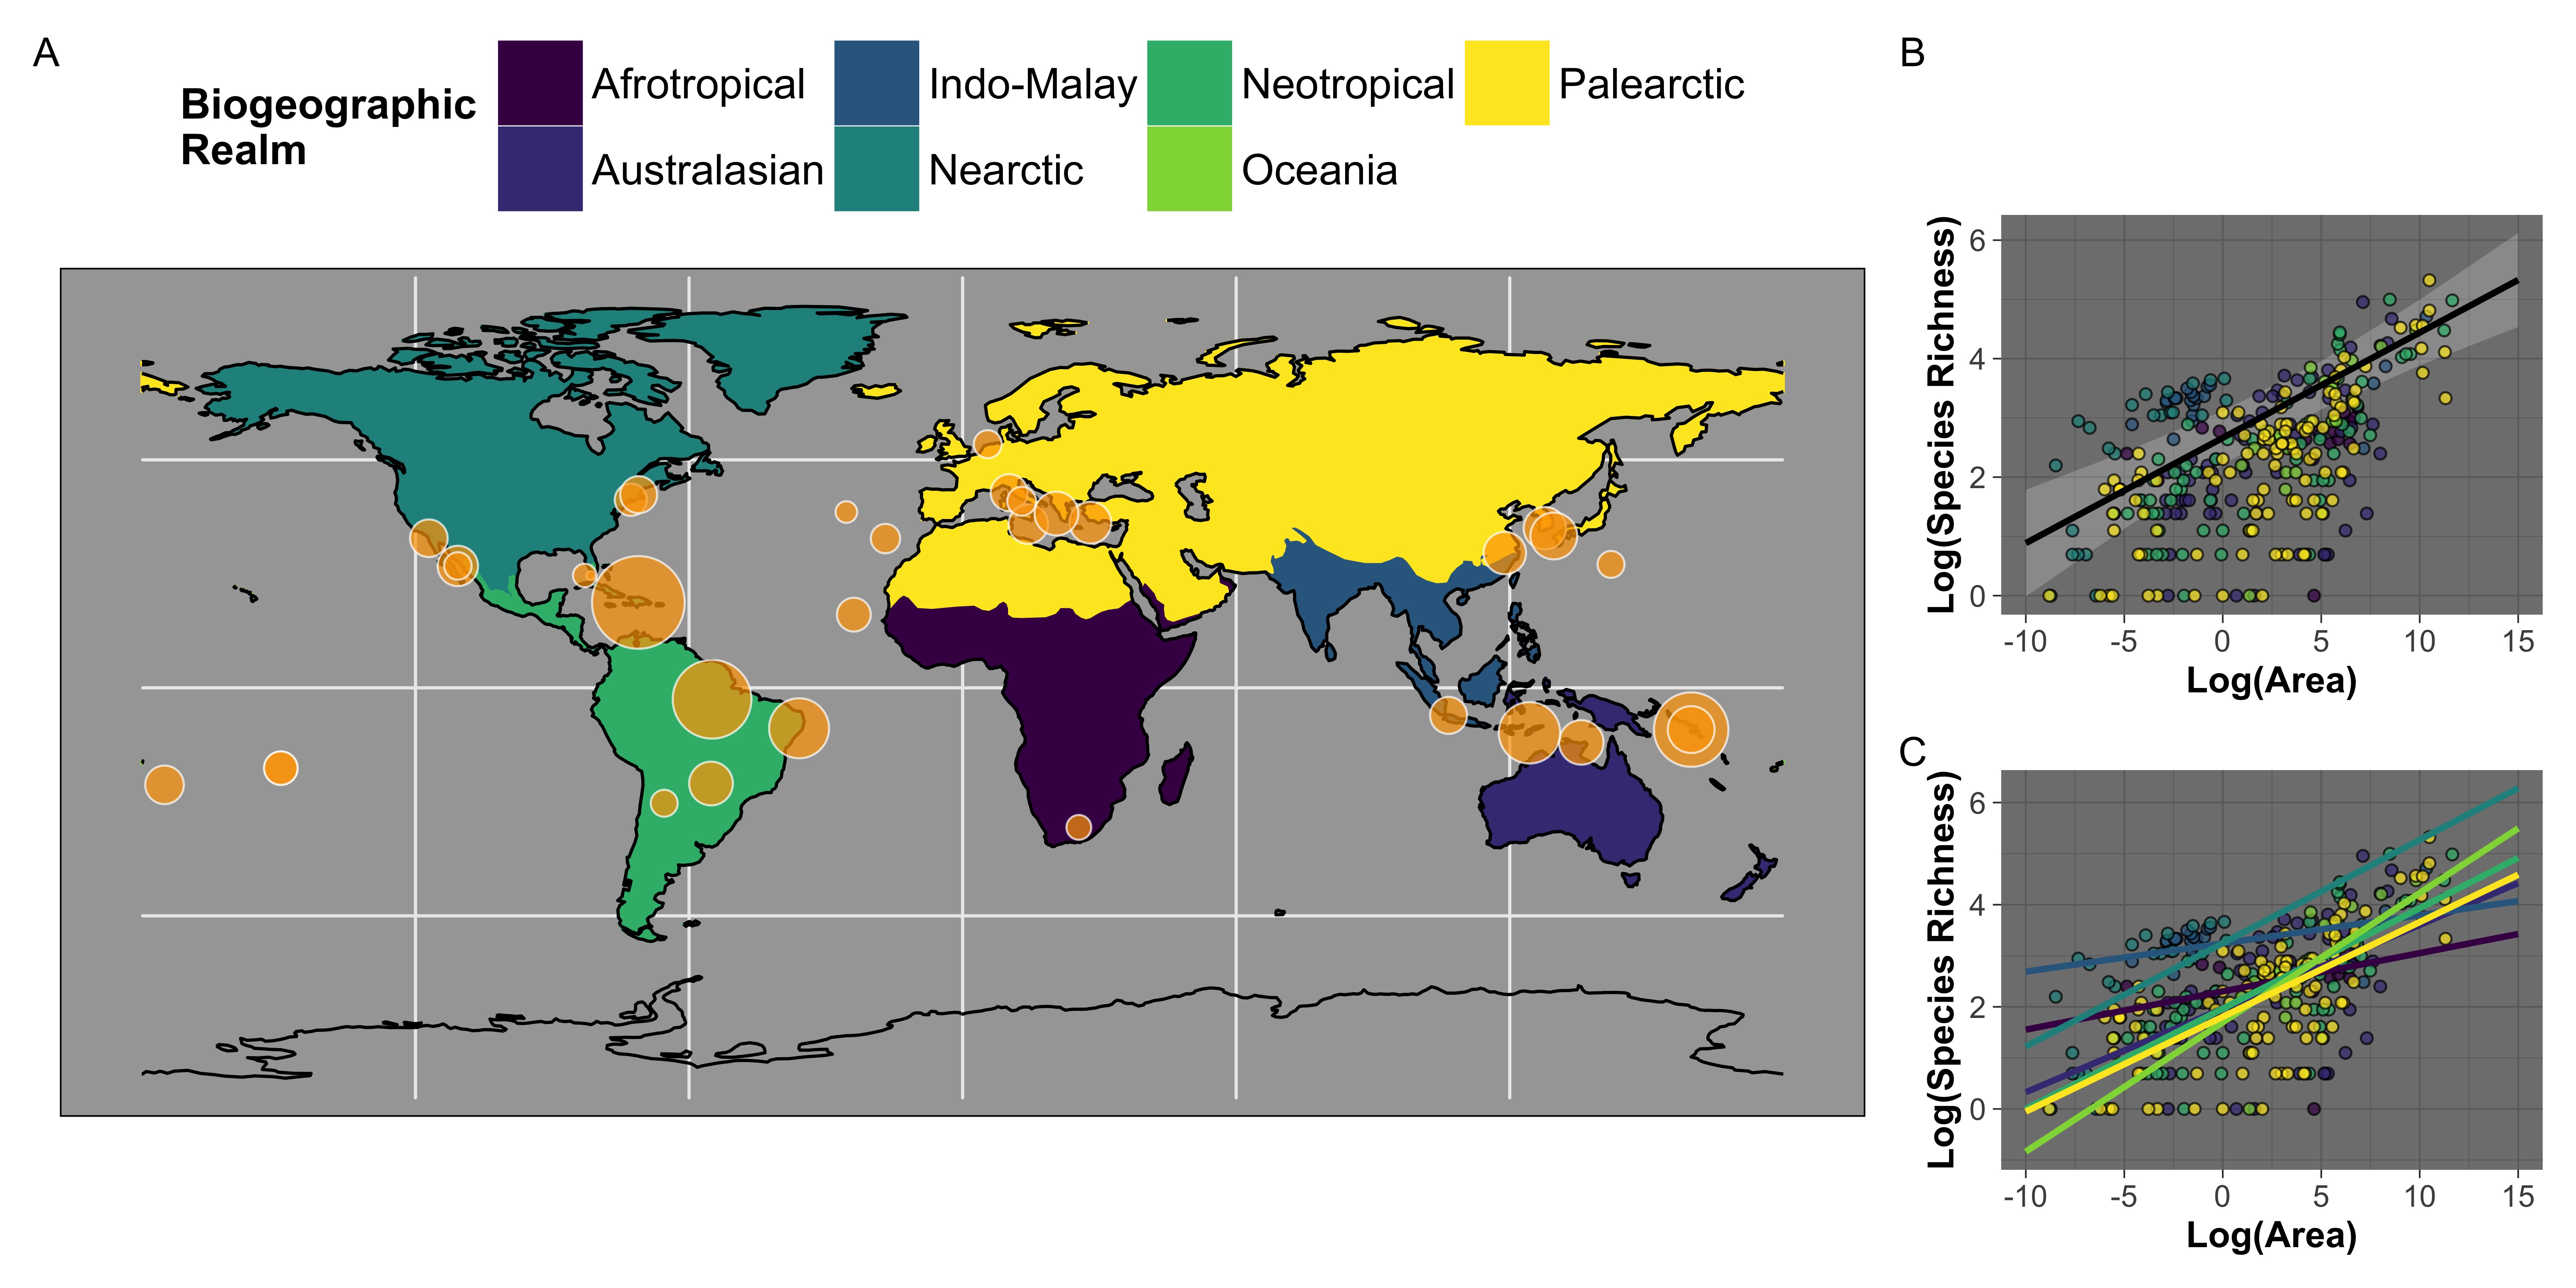 A
Biogeographic
Realm
Afrotropical
Indo-Malay
Neotropical
Palearctic
Australasian
Nearctic
Oceania
B
Log(Species Richness)
6
4
2
0
-10 -5 0 5 10 15
Log(Area)
C
Log(Species Richness)
6
4
2
0
-10 -5 0 5 10 15
Log(Area)